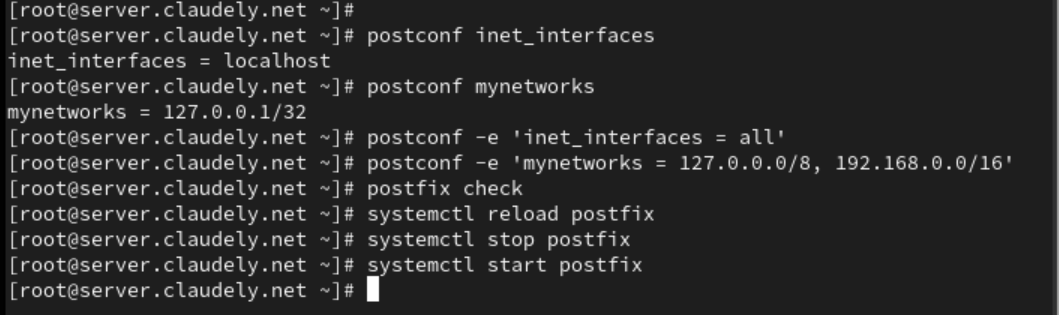 [root@server.claudely.net ~]#
[root@server.claudely.net ~]# postconf inet_interfaces
inet_interfaces = localhost
[root@server.claudely.net ~]# postconf mynetworks
mynetworks = 127.0.0.1/32
[root@server.claudely.net ~]# postconf -e 'inet_interfaces = all'
[root@server.claudely.net ~]# postconf -e 'mynetworks = 127.0.0.0/8, 192.168.0.0/16'
[root@server.claudely.net ~]# postfix check
[root@server.claudely.net ~]# systemctl reload postfix
[root@server.claudely.net ~]# systemctl stop postfix
[root@server.claudely.net ~]# systemctl start postfix
[root@server.claudely.net ~]#